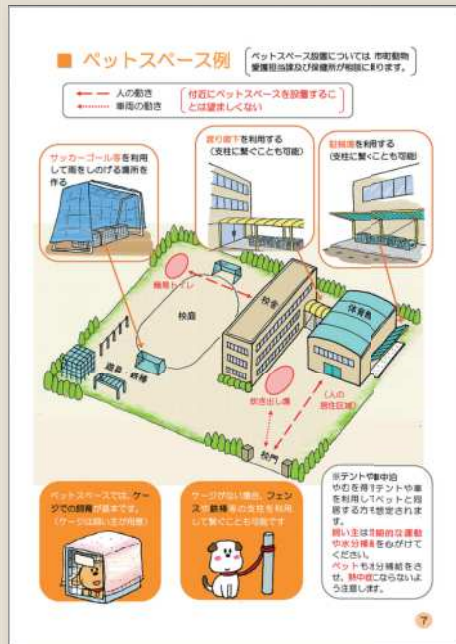 ■ ペットスペース例
ペットスペース設置については 市町動物
愛護担当課及び保健所が相談に乗ります。
人の動き
車両の動き
付近にペットスペースを設置するこ
とは望ましくない
サッカーゴール等を利用
して雨をしのげる場所を
作る
渡り廊下を利用する
(支柱に繋ぐことも可能)
駐輪場を利用する
(支柱に繋ぐことも可能)
簡易トイレ
校庭
校舎
体育館
遊具・鉄棒
炊き出し場
(人の
居住区域)
校門
ペットスペースでは、ケー
ジでの飼育が基本です。
(ケージは飼い主が用意)
ケージがない場合、フェン
スや鉄棒等の支柱を利用
して繋ぐことも可能です
※テントや車中泊
やむを得ずテントや車
を利用してペットと同
居する方も想定されま
す。
飼い主は定期的な運動
や水分補給を心がけて
ください。
ペットも水分補給をさ
せ、熱中症にならないよ
う注意します。
7